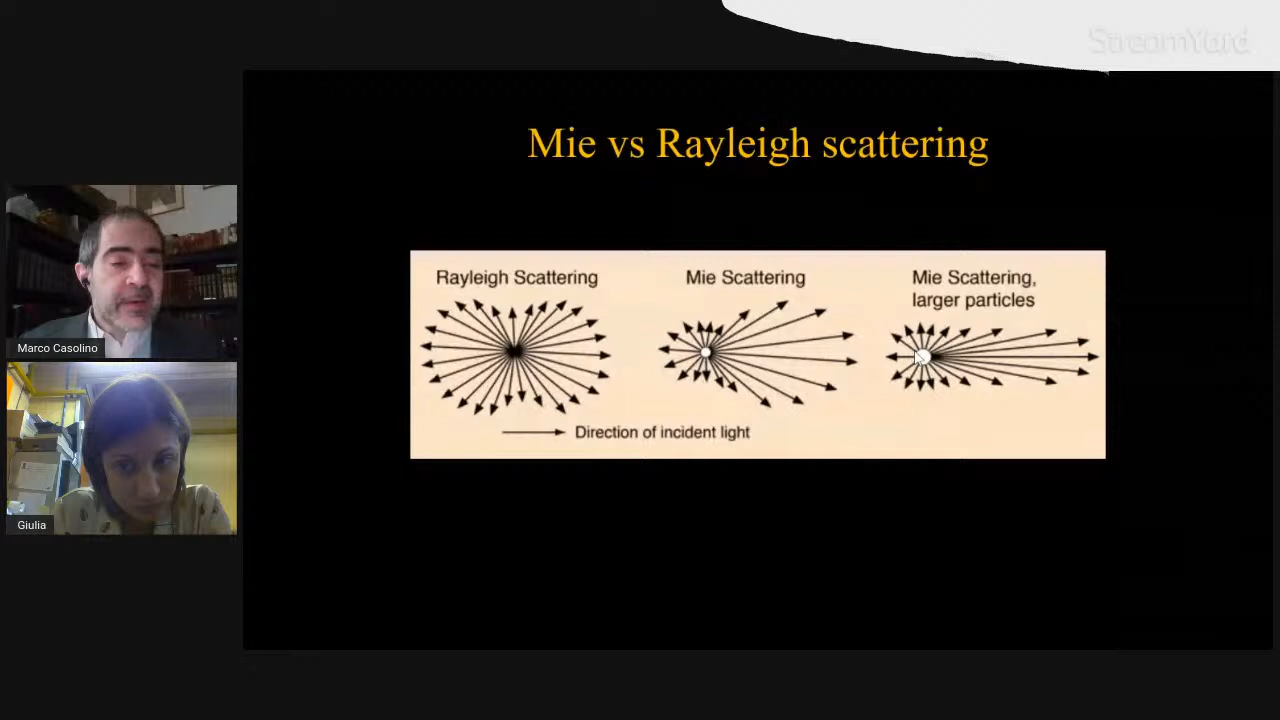 StreamYard
Mie vs Rayleigh scattering
Rayleigh Scattering
Mie Scattering
Mie Scattering,
larger particles
Direction of incident light
Marco Casolino
Giulia